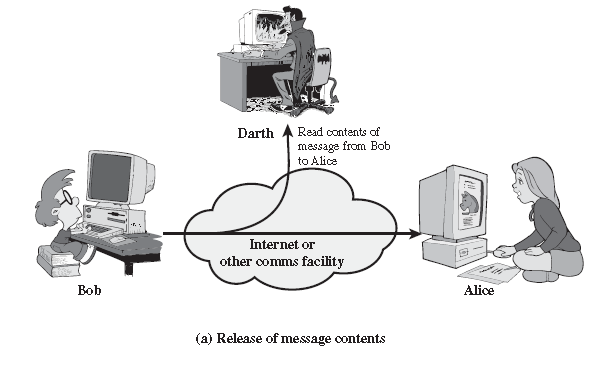 Darth
Read contents of
message from Bob
to Alice
Internet or
other comms facility
Bob
Alice
(a) Release of message contents